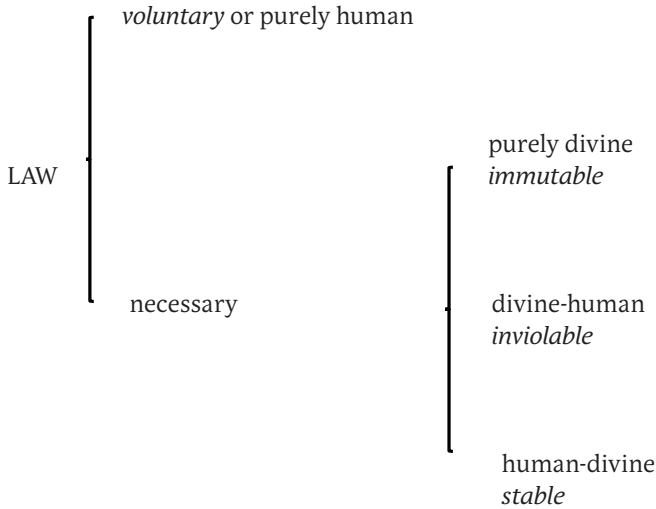 voluntary or purely human
LAW
purely divine
immutable
necessary
divine-human
inviolable
human-divine
stable